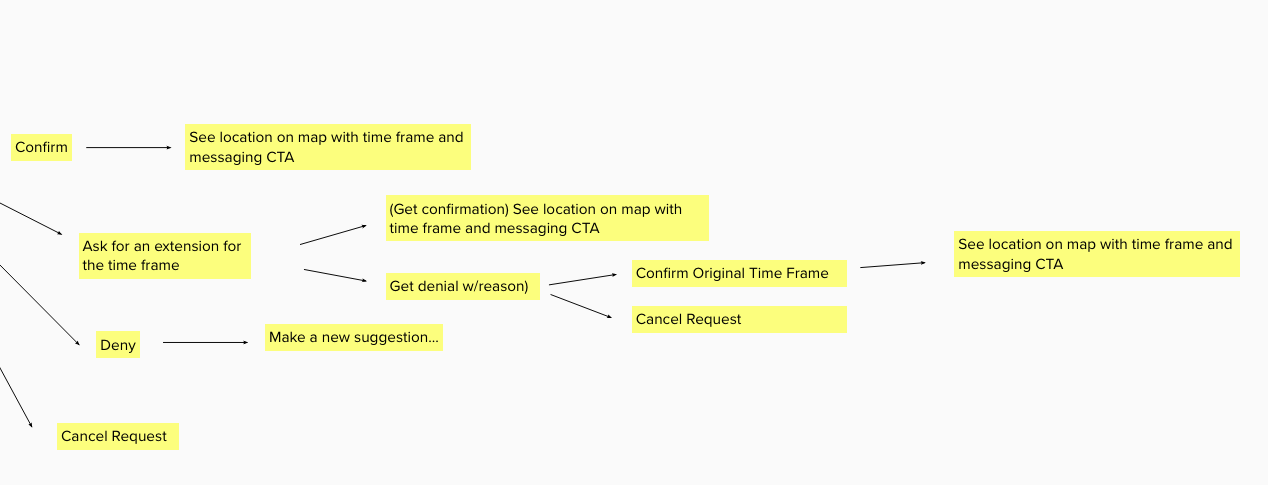 Confirm
See location on map with time frame and
messaging CTA
(Get confirmation) See location on map with
time frame and messaging CTA
Ask for an extension for
the time frame
See location on map with time frame and
messaging CTA
Get denial w/reason)
Confirm Original Time Frame
Cancel Request
Deny
Make a new suggestion...
Cancel Request